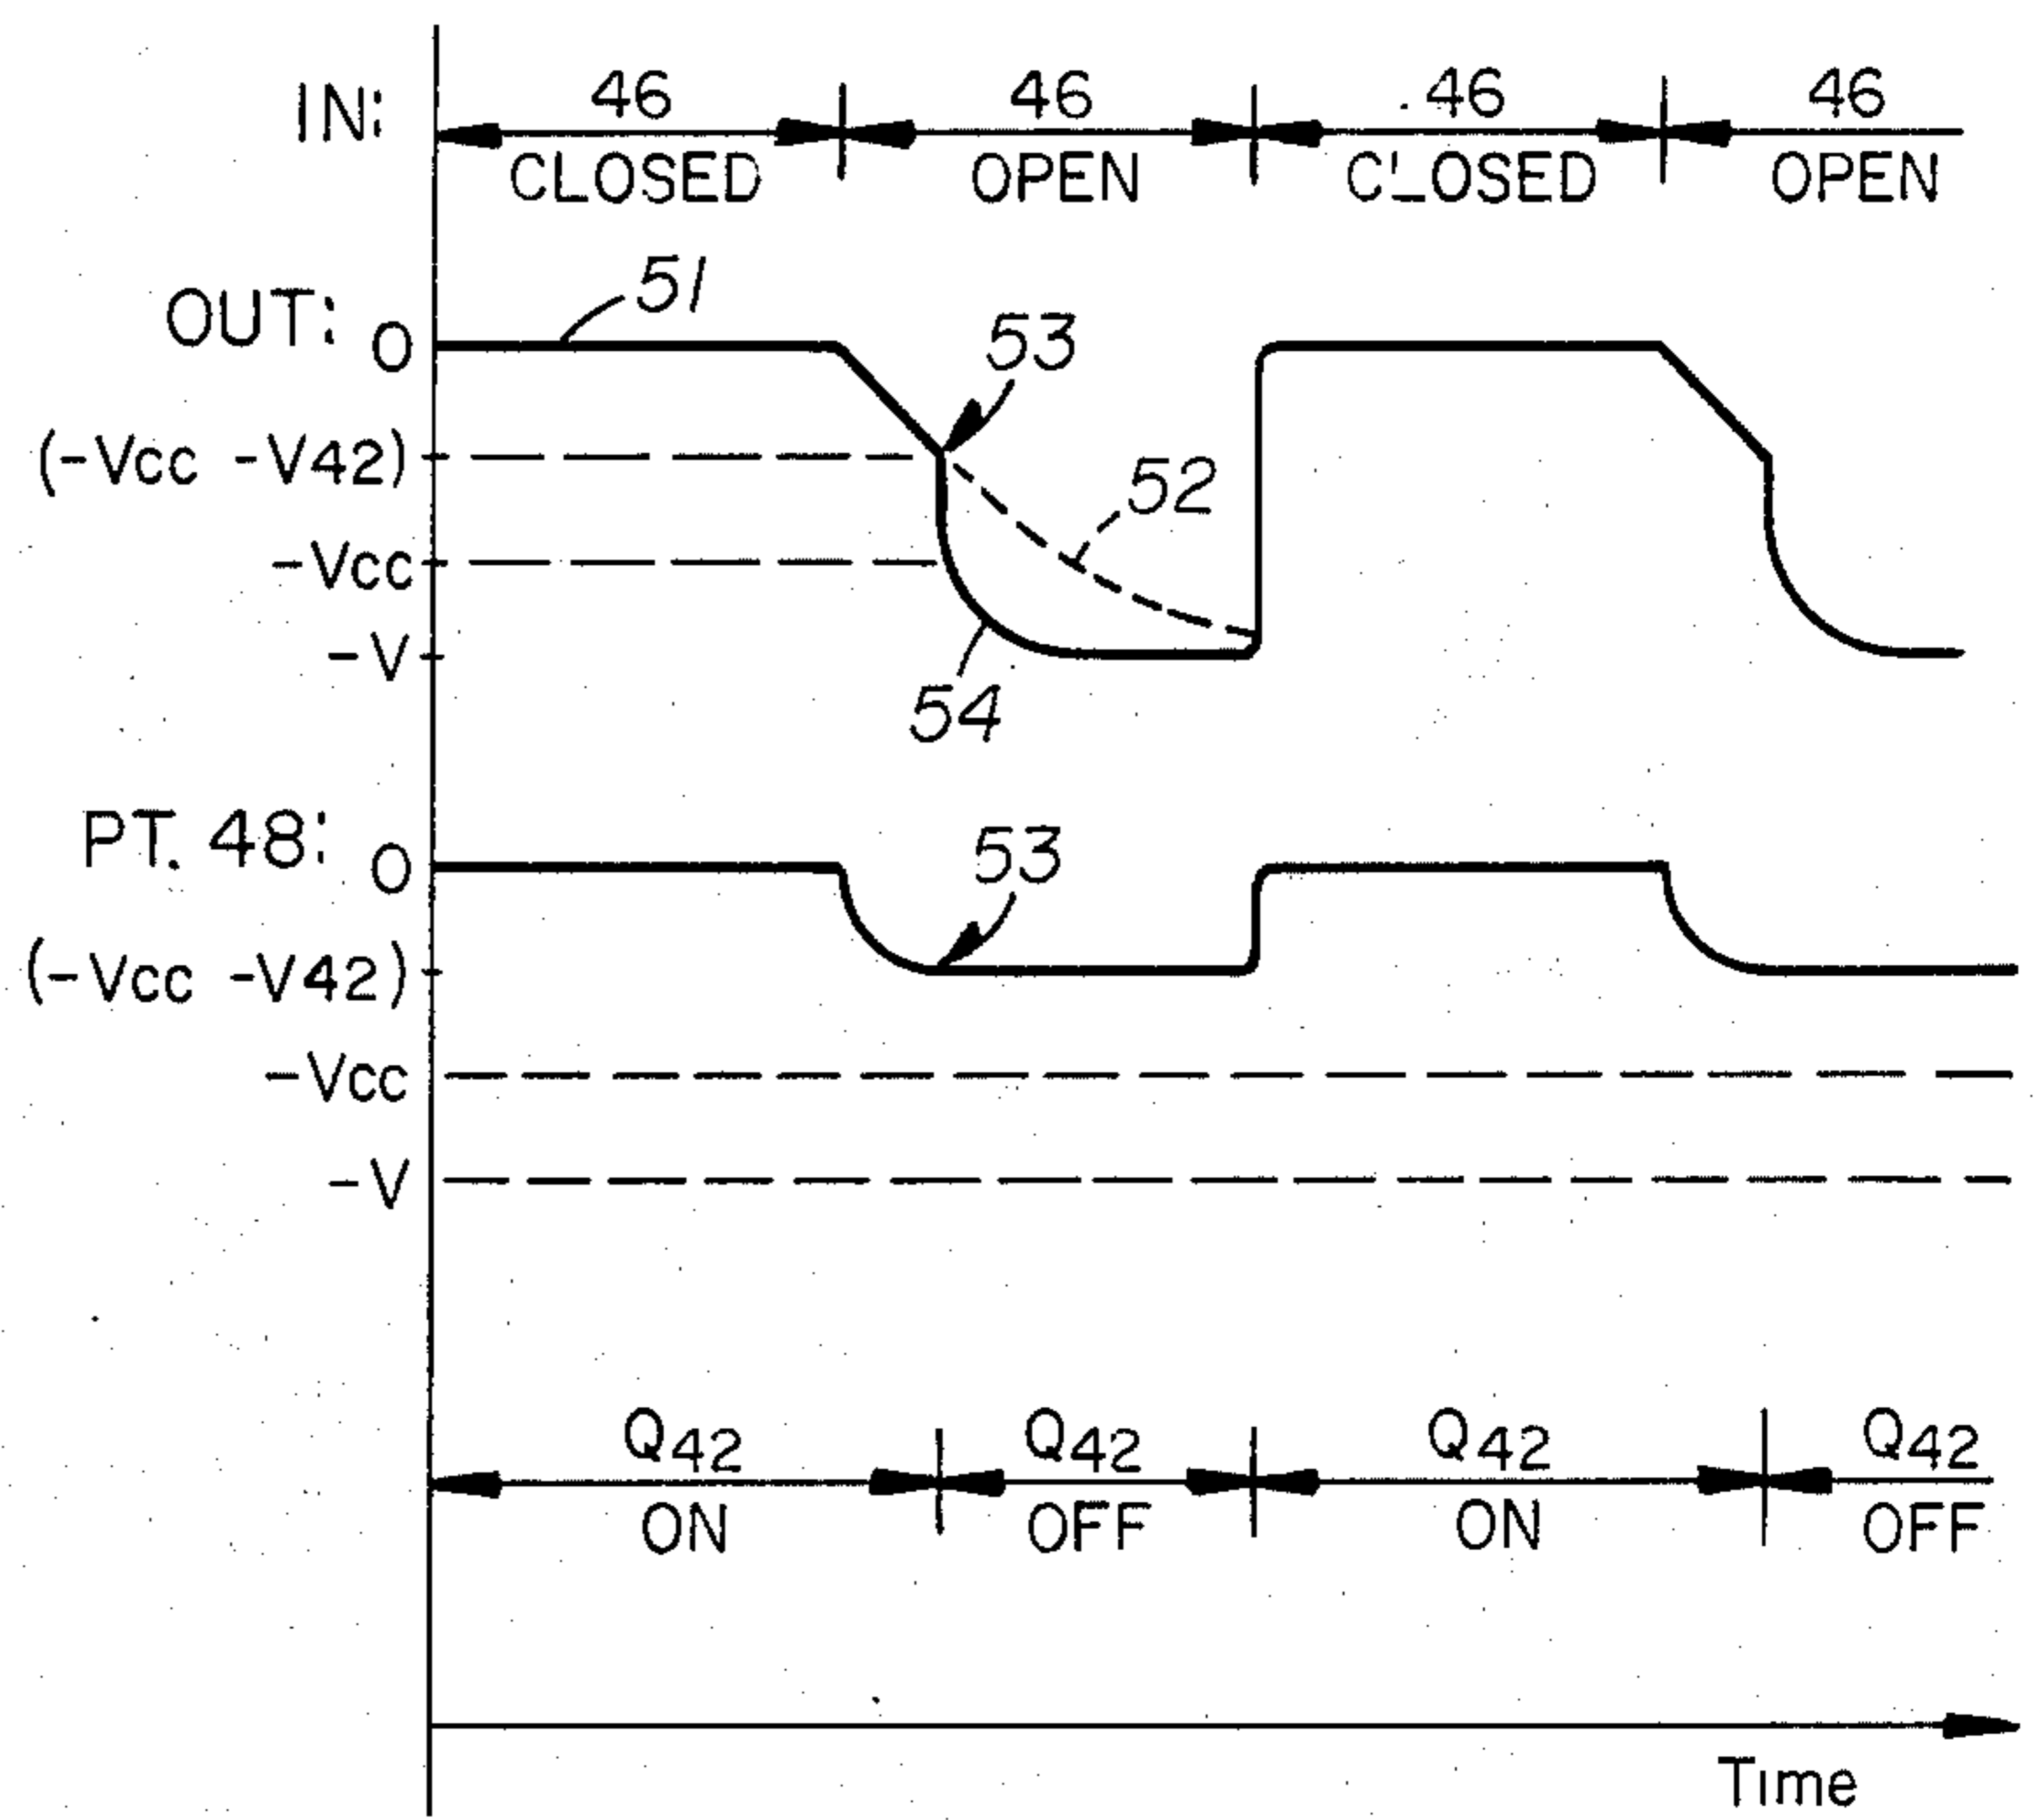 IN:
46 46 46 46
CLOSED OPEN CLOSED OPEN
51
OUT: 0
53
(-Vcc -V42)
52
-Vcc
-V
54
PT. 48: 0
53
(-Vcc -V42)
-Vcc
-V
Q42 Q42 Q42 Q42
ON OFF ON OFF
Time